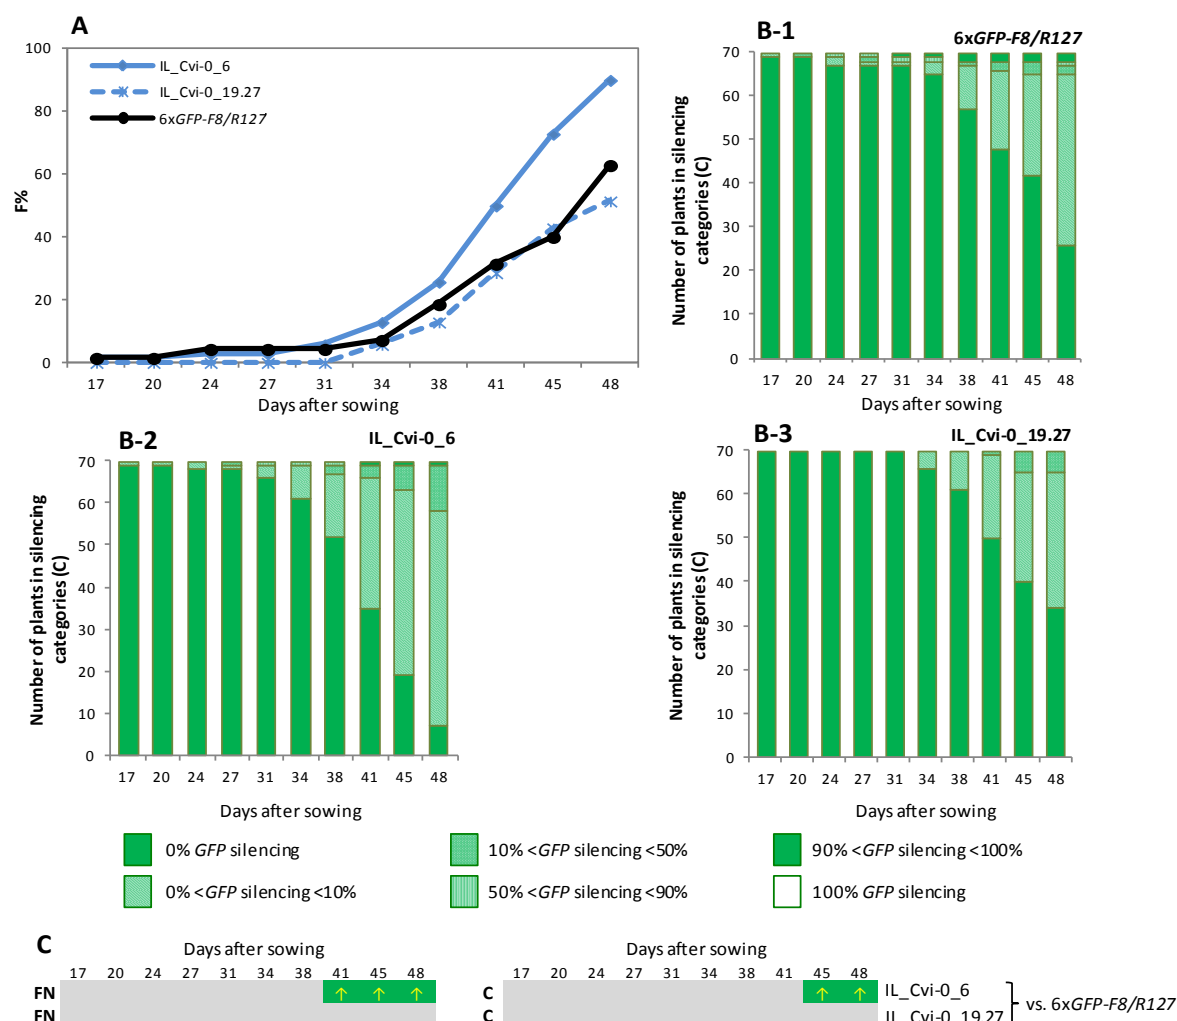 A
100
80
60
40
20
0
F%
IL_Cvi-0_6
IL_Cvi-0_19.27
6xGFP-F8/R127
17 20 24 27 31 34 38 41 45 48
Days after sowing
B-1
6xGFP-F8/R127
70
60
50
40
30
20
10
0
Number of plants in silencing
categories (C)
17 20 24 27 31 34 38 41 45 48
Days after sowing
B-2
IL_Cvi-0_6
70
60
50
40
30
20
10
0
Number of plants in silencing
categories (C)
17 20 24 27 31 34 38 41 45 48
Days after sowing
B-3
IL_Cvi-0_19.27
70
60
50
40
30
20
10
0
Number of plants in silencing
categories (C)
17 20 24 27 31 34 38 41 45 48
Days after sowing
0% GFP silencing
10% <GFP silencing <50%
90% <GFP silencing <100%
0% <GFP silencing <10%
50% <GFP silencing <90%
100% GFP silencing
C
Days after sowing
17 20 24 27 31 34 38 41 45 48
FN ↑ ↑ ↑
FN
Days after sowing
17 20 24 27 31 34 38 41 45 48
C ↑ ↑ IL_Cvi-0_6
C IL_Cvi-0_19.27
vs. 6xGFP-F8/R127